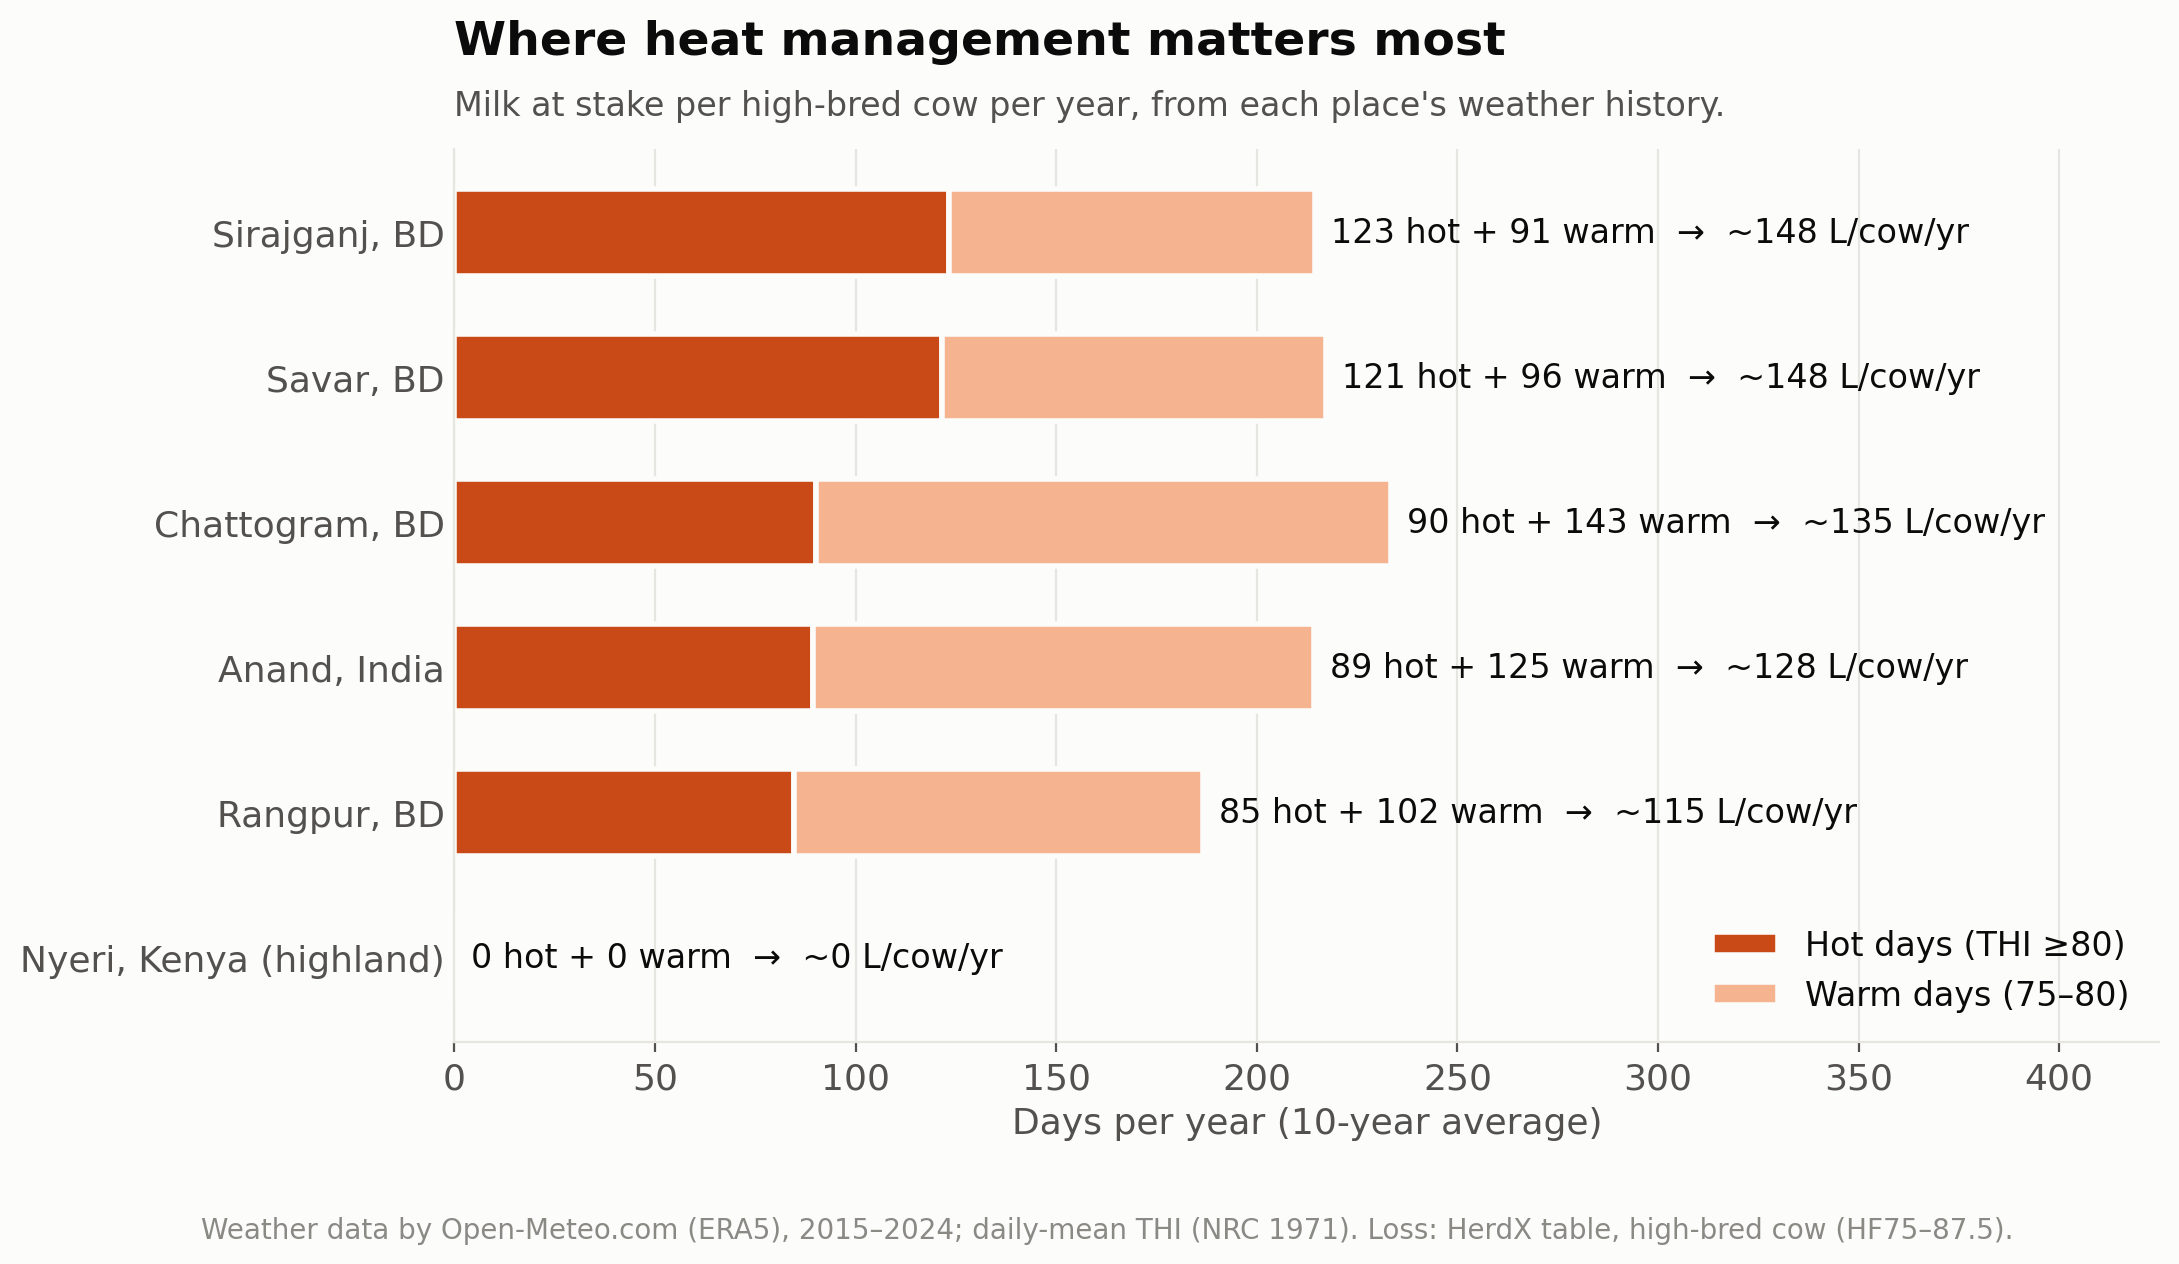 Where heat management matters most
Milk at stake per high-bred cow per year, from each place's weather history.
Sirajganj, BD
123 hot + 91 warm → ~148 L/cow/yr
Savar, BD
121 hot + 96 warm → ~148 L/cow/yr
Chattogram, BD
90 hot + 143 warm → ~135 L/cow/yr
Anand, India
89 hot + 125 warm → ~128 L/cow/yr
Rangpur, BD
85 hot + 102 warm → ~115 L/cow/yr
Nyeri, Kenya (highland)
0 hot + 0 warm → ~0 L/cow/yr
Hot days (THI ≥80)
Warm days (75–80)
0 50 100 150 200 250 300 350 400
Days per year (10-year average)
Weather data by Open-Meteo.com (ERA5), 2015–2024; daily-mean THI (NRC 1971). Loss: HerdX table, high-bred cow (HF75–87.5).